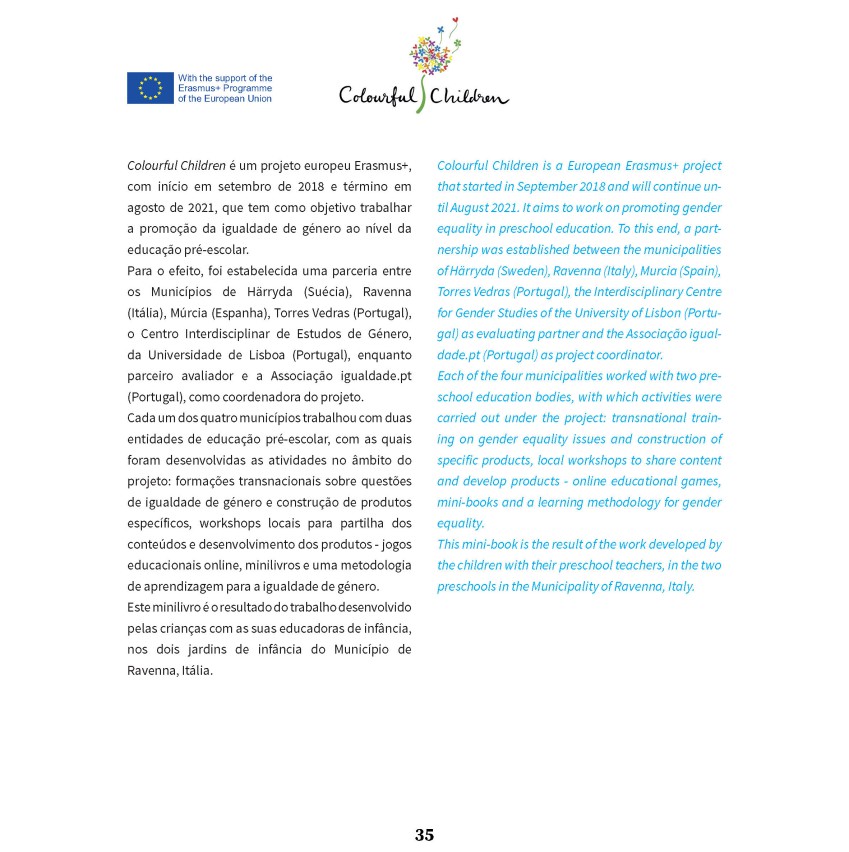 With the support of the
Erasmus+ Programme
of the European Union
Colourful Children
Colourful Children é um projeto europeu Erasmus+,
com início em setembro de 2018 e término em
agosto de 2021, que tem como objetivo trabalhar
a promoção da igualdade de género ao nível da
educação pré-escolar.
Para o efeito, foi estabelecida uma parceria entre
os Municípios de Härryda (Suécia), Ravenna
(Itália), Múrcia (Espanha), Torres Vedras (Portugal),
o Centro Interdisciplinar de Estudos de Género,
da Universidade de Lisboa (Portugal), enquanto
parceiro avaliador e a Associação igualdade.pt
(Portugal), como coordenadora do projeto.
Cada um dos quatro municípios trabalhou com duas
entidades de educação pré-escolar, com as quais
foram desenvolvidas as atividades no âmbito do
projeto: formações transnacionais sobre questões
de igualdade de género e construção de produtos
específicos, workshops locais para partilha dos
conteúdos e desenvolvimento dos produtos - jogos
educacionais online, minilivros e uma metodologia
de aprendizagem para a igualdade de género.
Este minilivro é o resultado do trabalho desenvolvido
pelas crianças com as suas educadoras de infância,
nos dois jardins de infância do Município de
Ravenna, Itália.
Colourful Children is a European Erasmus+ project
that started in September 2018 and will continue un-
til August 2021. It aims to work on promoting gender
equality in preschool education. To this end, a part-
nership was established between the municipalities
of Härryda (Sweden), Ravenna (Italy), Murcia (Spain),
Torres Vedras (Portugal), the Interdisciplinary Centre
for Gender Studies of the University of Lisbon (Portu-
gal) as evaluating partner and the Associação igual-
dade.pt (Portugal) as project coordinator.
Each of the four municipalities worked with two pre-
school education bodies, with which activities were
carried out under the project: transnational train-
ing on gender equality issues and construction of
specific products, local workshops to share content
and develop products - online educational games,
mini-books and a learning methodology for gender
equality.
This mini-book is the result of the work developed by
the children with their preschool teachers, in the two
preschools in the Municipality of Ravenna, Italy.
35